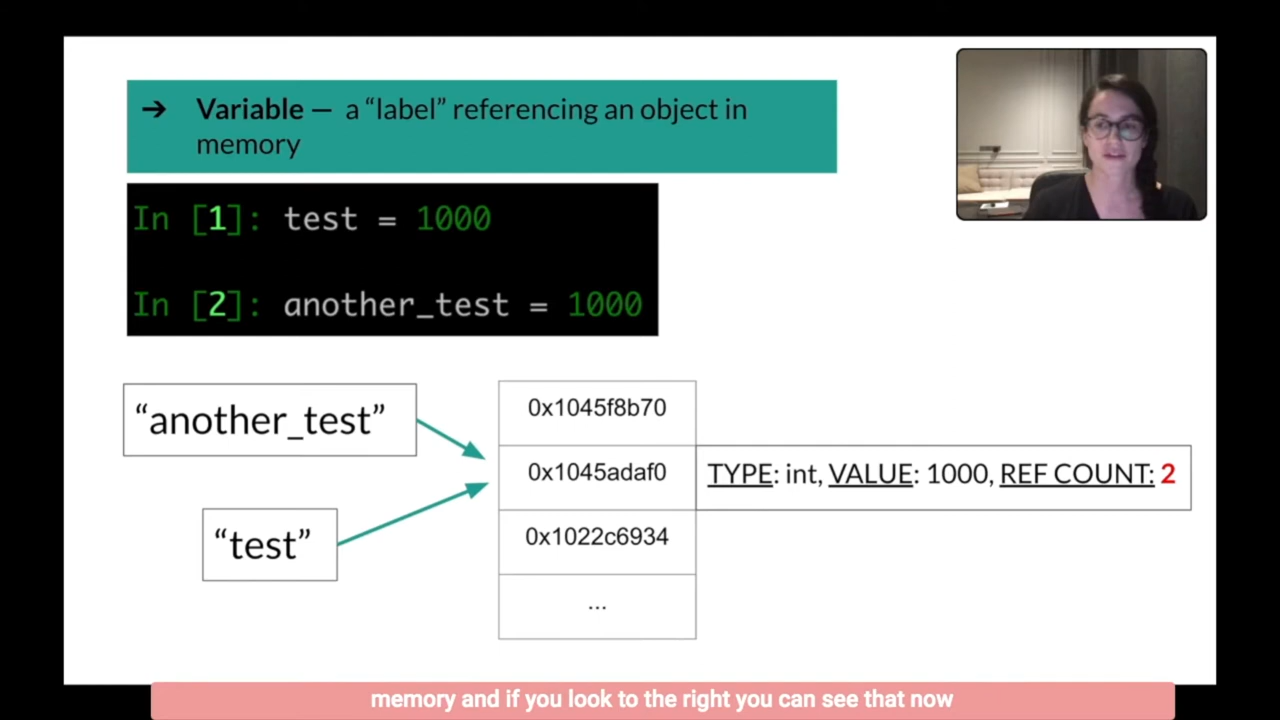 ➔ Variable — a “label” referencing an object in
memory
In [1]: test = 1000
In [2]: another_test = 1000
“another_test”
“test”
0x1045f8b70
0x1045adaf0
TYPE: int, VALUE: 1000, REF COUNT: 2
0x1022c6934
...
memory and if you look to the right you can see that now